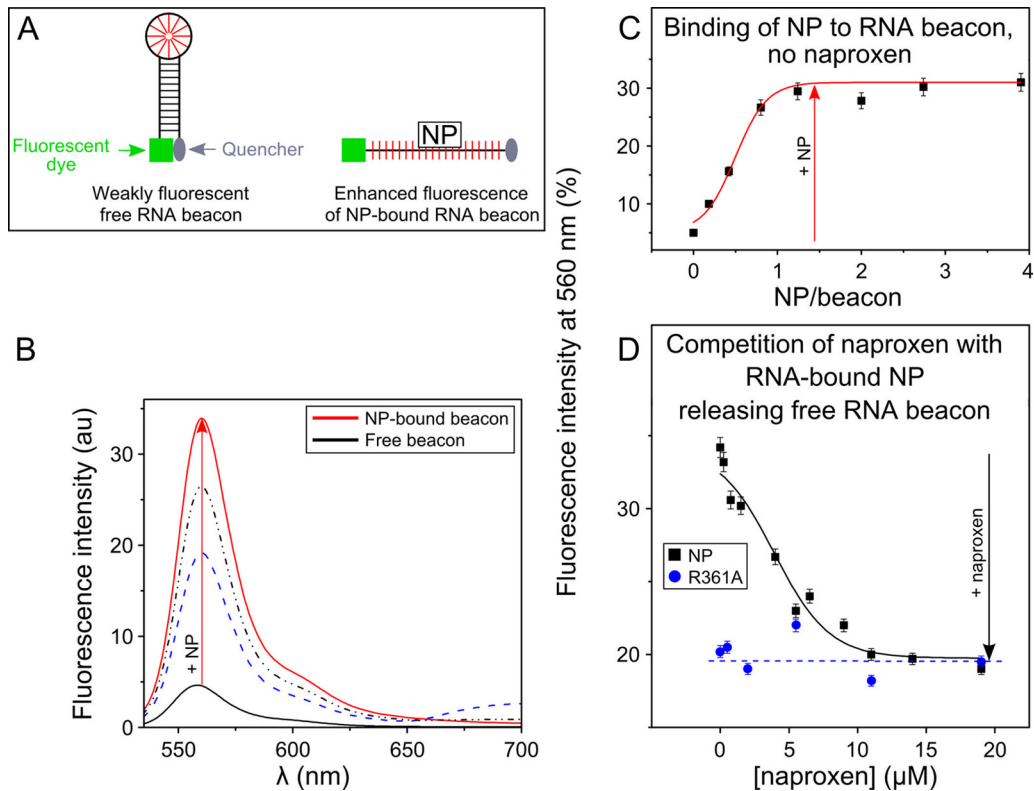 A
Fluorescent
dye
Quencher
NP
Weakly fluorescent
free RNA beacon
Enhanced fluorescence
of NP-bound RNA beacon
B
Fluorescence intensity (au)
30
25
20
15
10
5
0
NP-bound beacon
Free beacon
+ NP
550
600
650
700
λ (nm)
Fluorescence intensity at 560 nm (%)
C
Binding of NP to RNA beacon,
no naproxen
30
20
10
+ NP
0
1
2
3
4
NP/beacon
D
Competition of naproxen with
RNA-bound NP
releasing free RNA beacon
30
20
NP
R361A
+ naproxen
0
5
10
15
20
[naproxen] (µM)